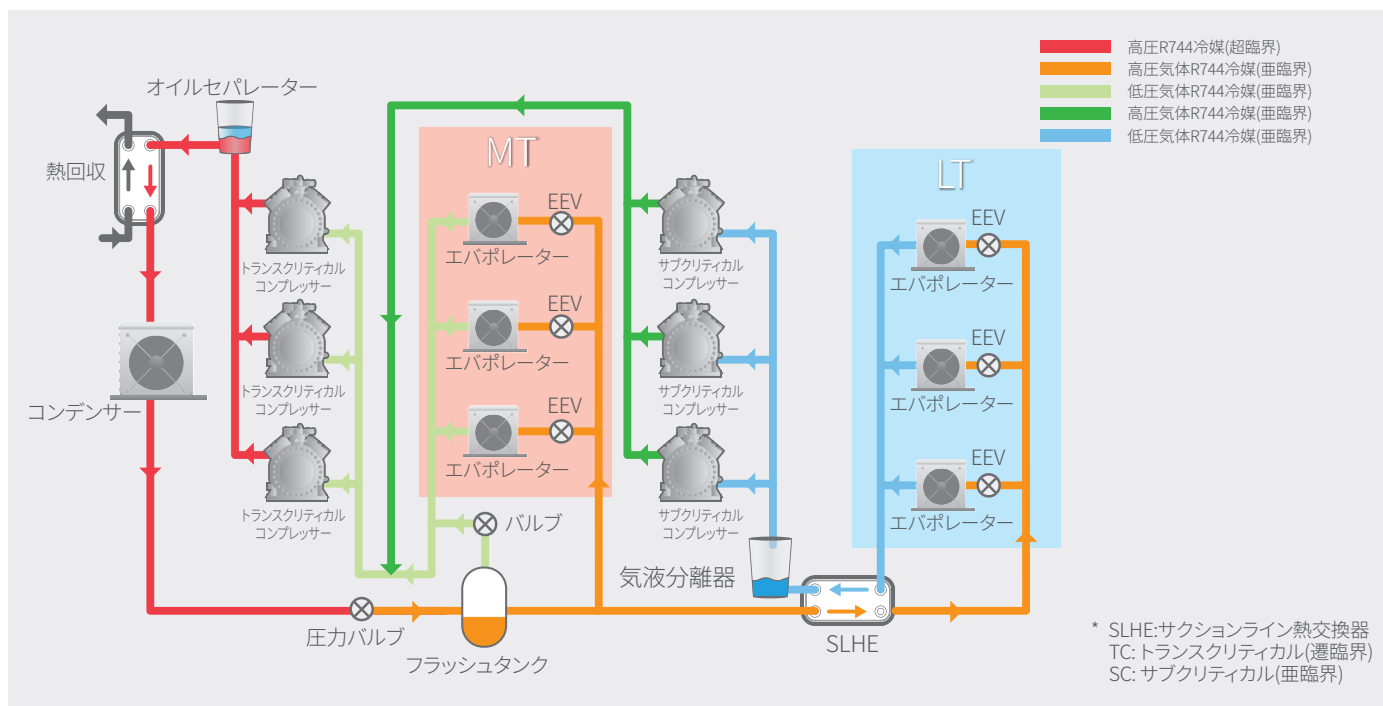 高圧R744冷媒(超臨界)
高圧気体R744冷媒(亜臨界)
低圧気体R744冷媒(亜臨界)
高圧気体R744冷媒(亜臨界)
低圧気体R744冷媒(亜臨界)
オイルセパレーター
熱回収
コンデンサー
トランスクリティカル
コンプレッサー
トランスクリティカル
コンプレッサー
トランスクリティカル
コンプレッサー
MT
EEV
エバポレーター
EEV
エバポレーター
EEV
エバポレーター
バルブ
圧力バルブ
フラッシュタンク
サブクリティカル
コンプレッサー
サブクリティカル
コンプレッサー
サブクリティカル
コンプレッサー
気液分離器
SLHE
LT
EEV
エバポレーター
EEV
エバポレーター
EEV
エバポレーター
* SLHE:サクションライン熱交換器
TC: トランスクリティカル(遷臨界)
SC: サブクリティカル(亜臨界)